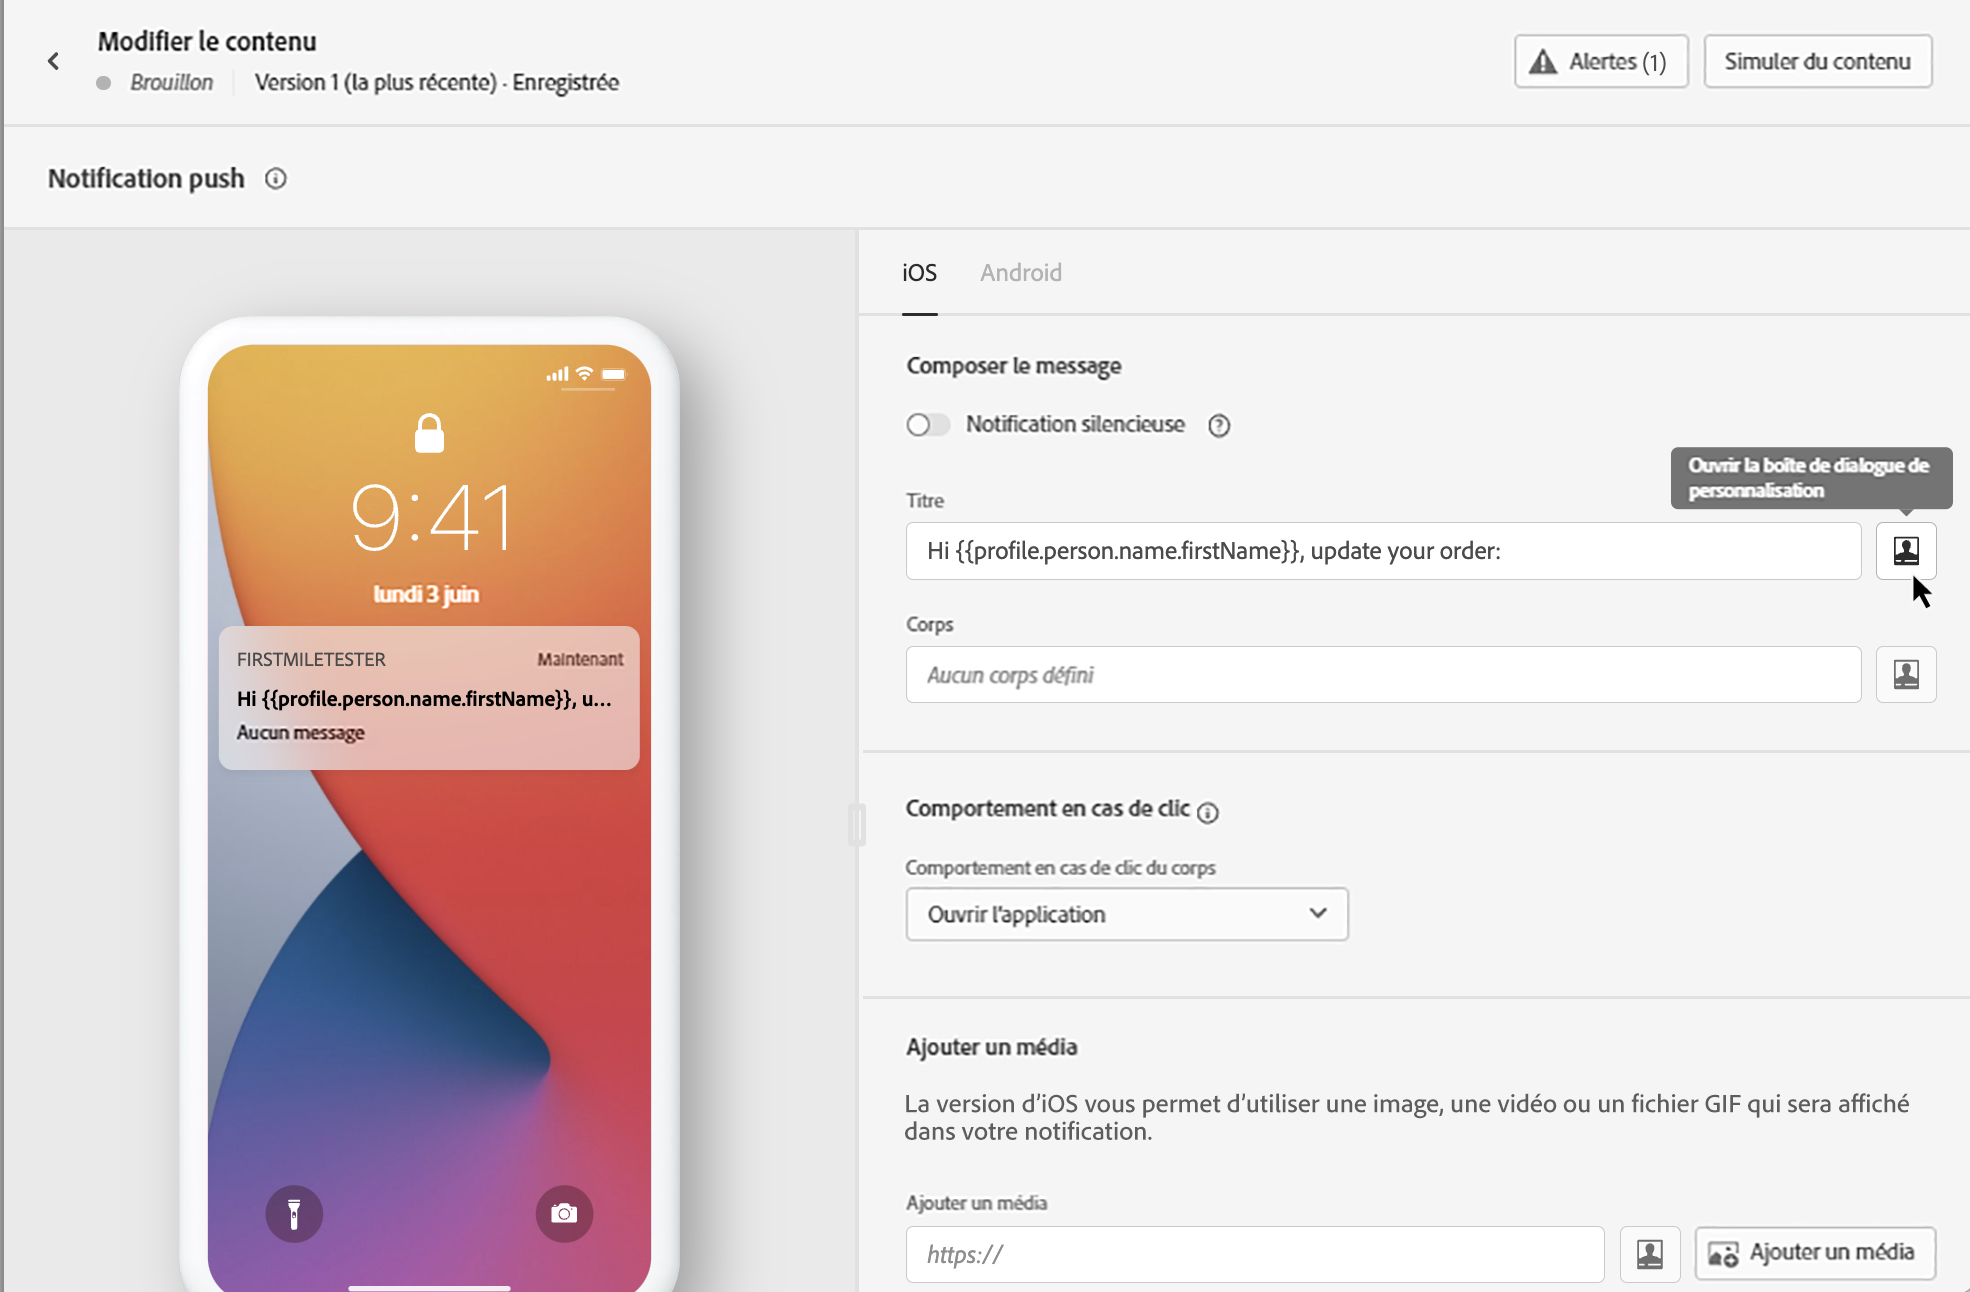 Modifier le contenu
Brouillon
Version 1 (la plus récente) · Enregistrée
Alertes (1)
Simuler du contenu
Notification push
9:41
lundi 3 juin
FIRSTMILETESTER
Maintenant
Hi {{profile.person.name.firstName}}, u...
Aucun message
iOS
Android
Composer le message
Notification silencieuse
Ouvrir la boîte de dialogue de
personnalisation
Titre
Hi {{profile.person.name.firstName}}, update your order:
Corps
Aucun corps défini
Comportement en cas de clic
Comportement en cas de clic du corps
Ouvrir l'application
Ajouter un média
La version d'iOS vous permet d'utiliser une image, une vidéo ou un fichier GIF qui sera affiché
dans votre notification.
Ajouter un média
https://
Ajouter un média